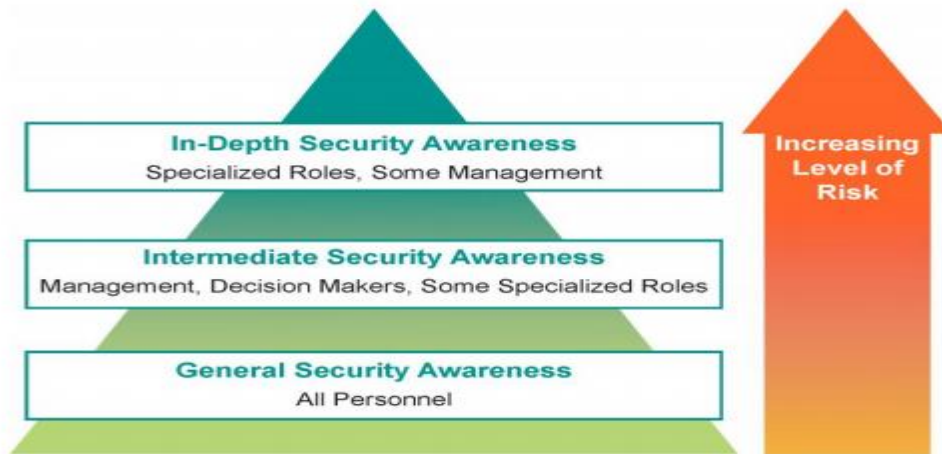 In-Depth Security Awareness
Specialized Roles, Some Management
Increasing
Level of
Risk
Intermediate Security Awareness
Management, Decision Makers, Some Specialized Roles
General Security Awareness
All Personnel